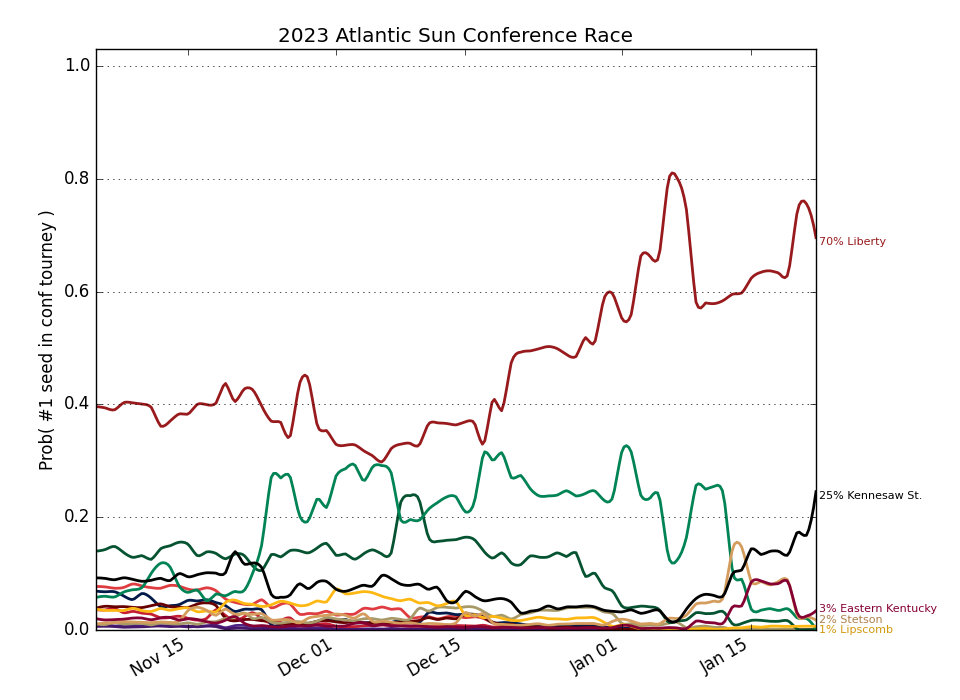 2023 Atlantic Sun Conference Race
Prob( #1 seed in conf tourney )
1.0
0.8
0.6
0.4
0.2
0.0
70% Liberty
25% Kennesaw St.
3% Eastern Kentucky
2% Stetson
1% Lipscomb
Nov 15
Dec 01
Dec 15
Jan 01
Jan 15